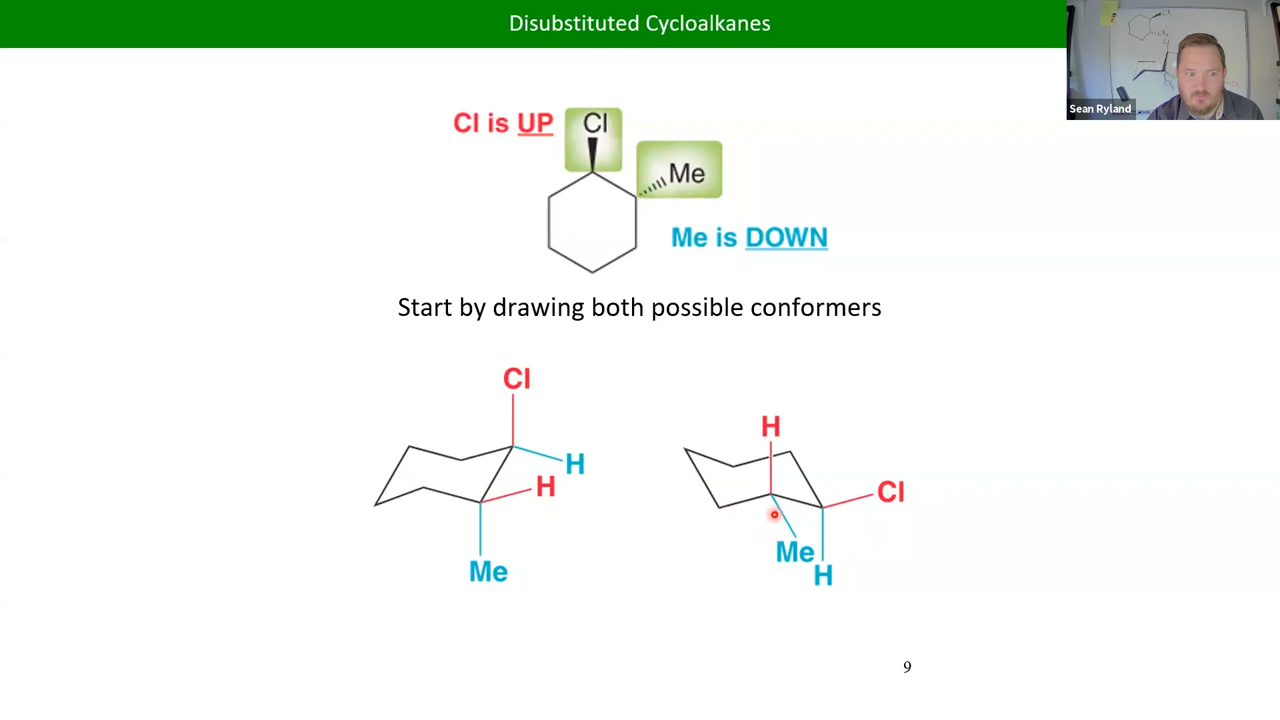 Disubstituted Cycloalkanes
Sean Ryland
Cl is UP
Cl
Me
Me is DOWN
Start by drawing both possible conformers
Cl
H
H
Me
H
Cl
Me
H
9